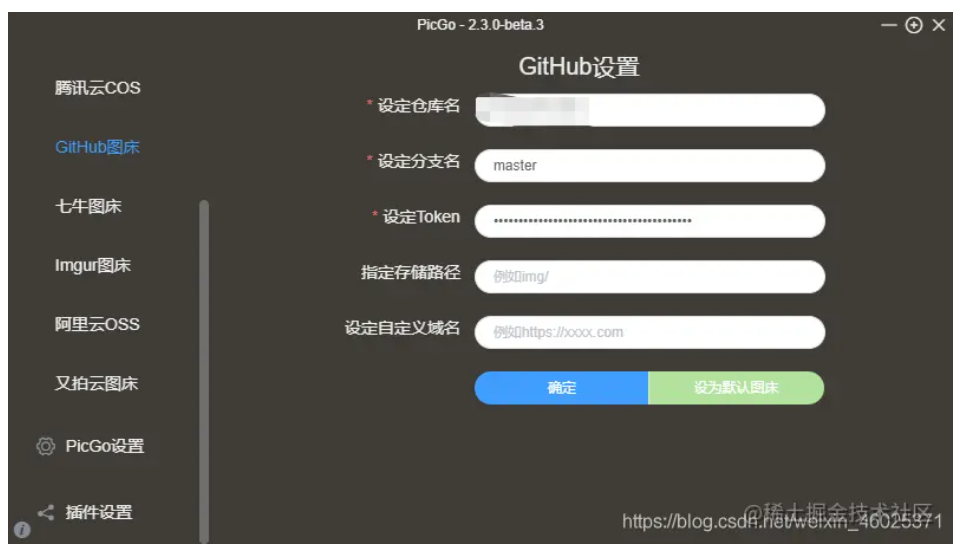 PicGo - 2.3.0-beta.3
腾讯云COS
GitHub图床
七牛图床
Imgur图床
阿里云OSS
又拍云图床
PicGo设置
插件设置
GitHub设置
* 设定仓库名
* 设定分支名
master
* 设定Token
指定存储路径
例如img/
设定自定义域名
例如https://xxxx.com
确定
设为默认图床
@稀土掘金技术社区
https://blog.csdn.net/weixin_46025371